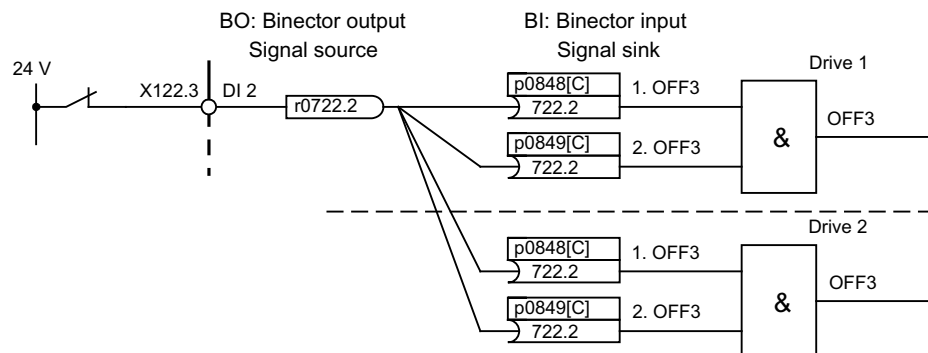 BO: Binector output
Signal source
BI: Binector input
Signal sink
24 V
X122.3
DI 2
r0722.2
Drive 1
p0848[C]
722.2
1. OFF3
p0849[C]
722.2
2. OFF3
&
OFF3
Drive 2
p0848[C]
722.2
1. OFF3
p0849[C]
722.2
2. OFF3
&
OFF3